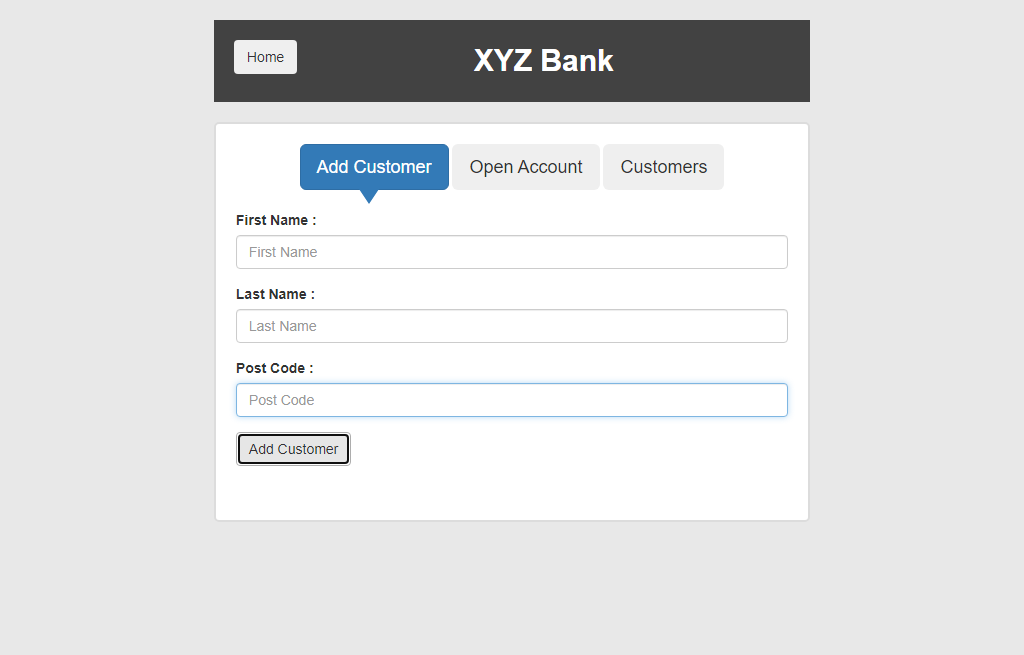 Home
XYZ Bank
Add Customer
Open Account
Customers
First Name :
First Name
Last Name :
Last Name
Post Code :
Post Code
Add Customer